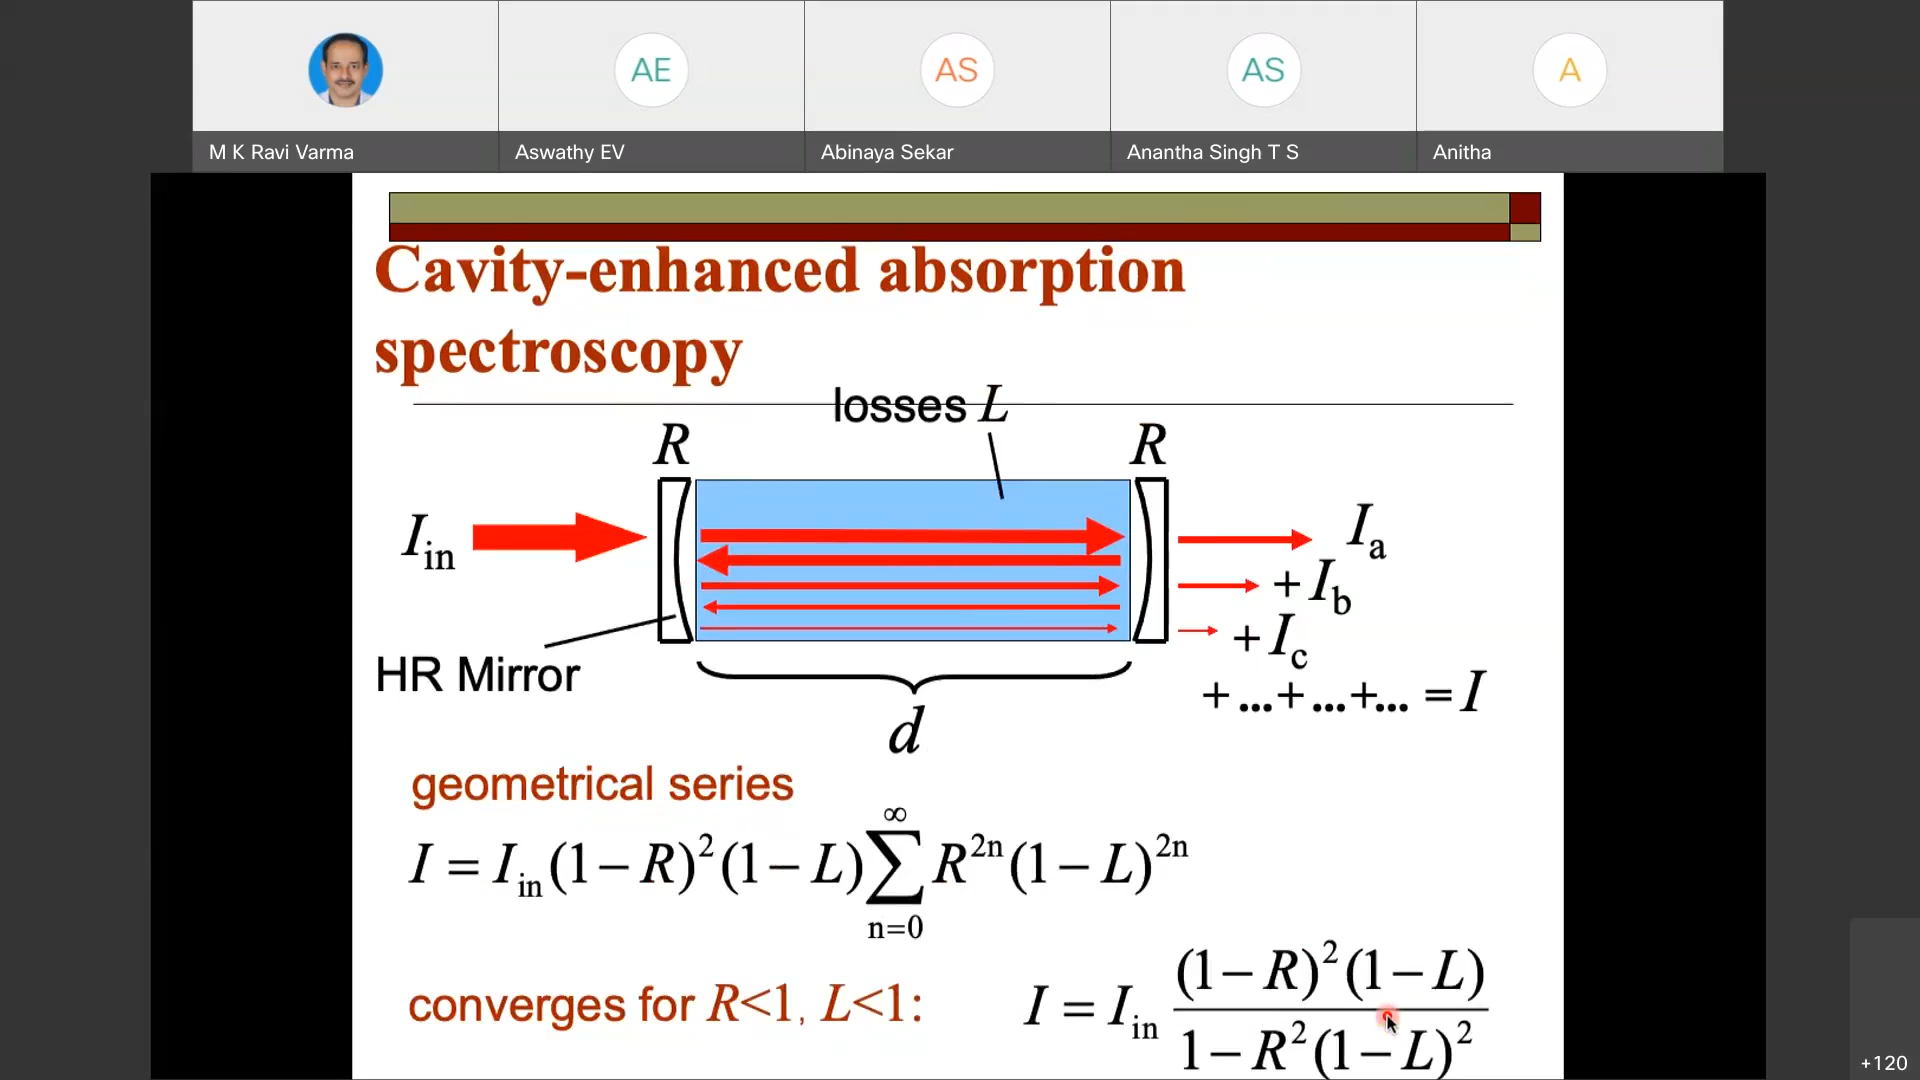 AE
AS
AS
A
M K Ravi Varma
Aswathy EV
Abinaya Sekar
Anantha Singh T S
Anitha
Cavity-enhanced absorption
spectroscopy
losses L
R
R
I_in
I_a
+ I_b
+ I_c
+ ...+ ...+... = I
HR Mirror
d
geometrical series
I = I_in (1 − R)² (1 − L) ∑_{n=0}^{∞} R^{2n} (1 − L)^{2n}
converges for R<1, L<1:
I = I_in (1 − R)² (1 − L) / 1 − R² (1 − L)²
+120